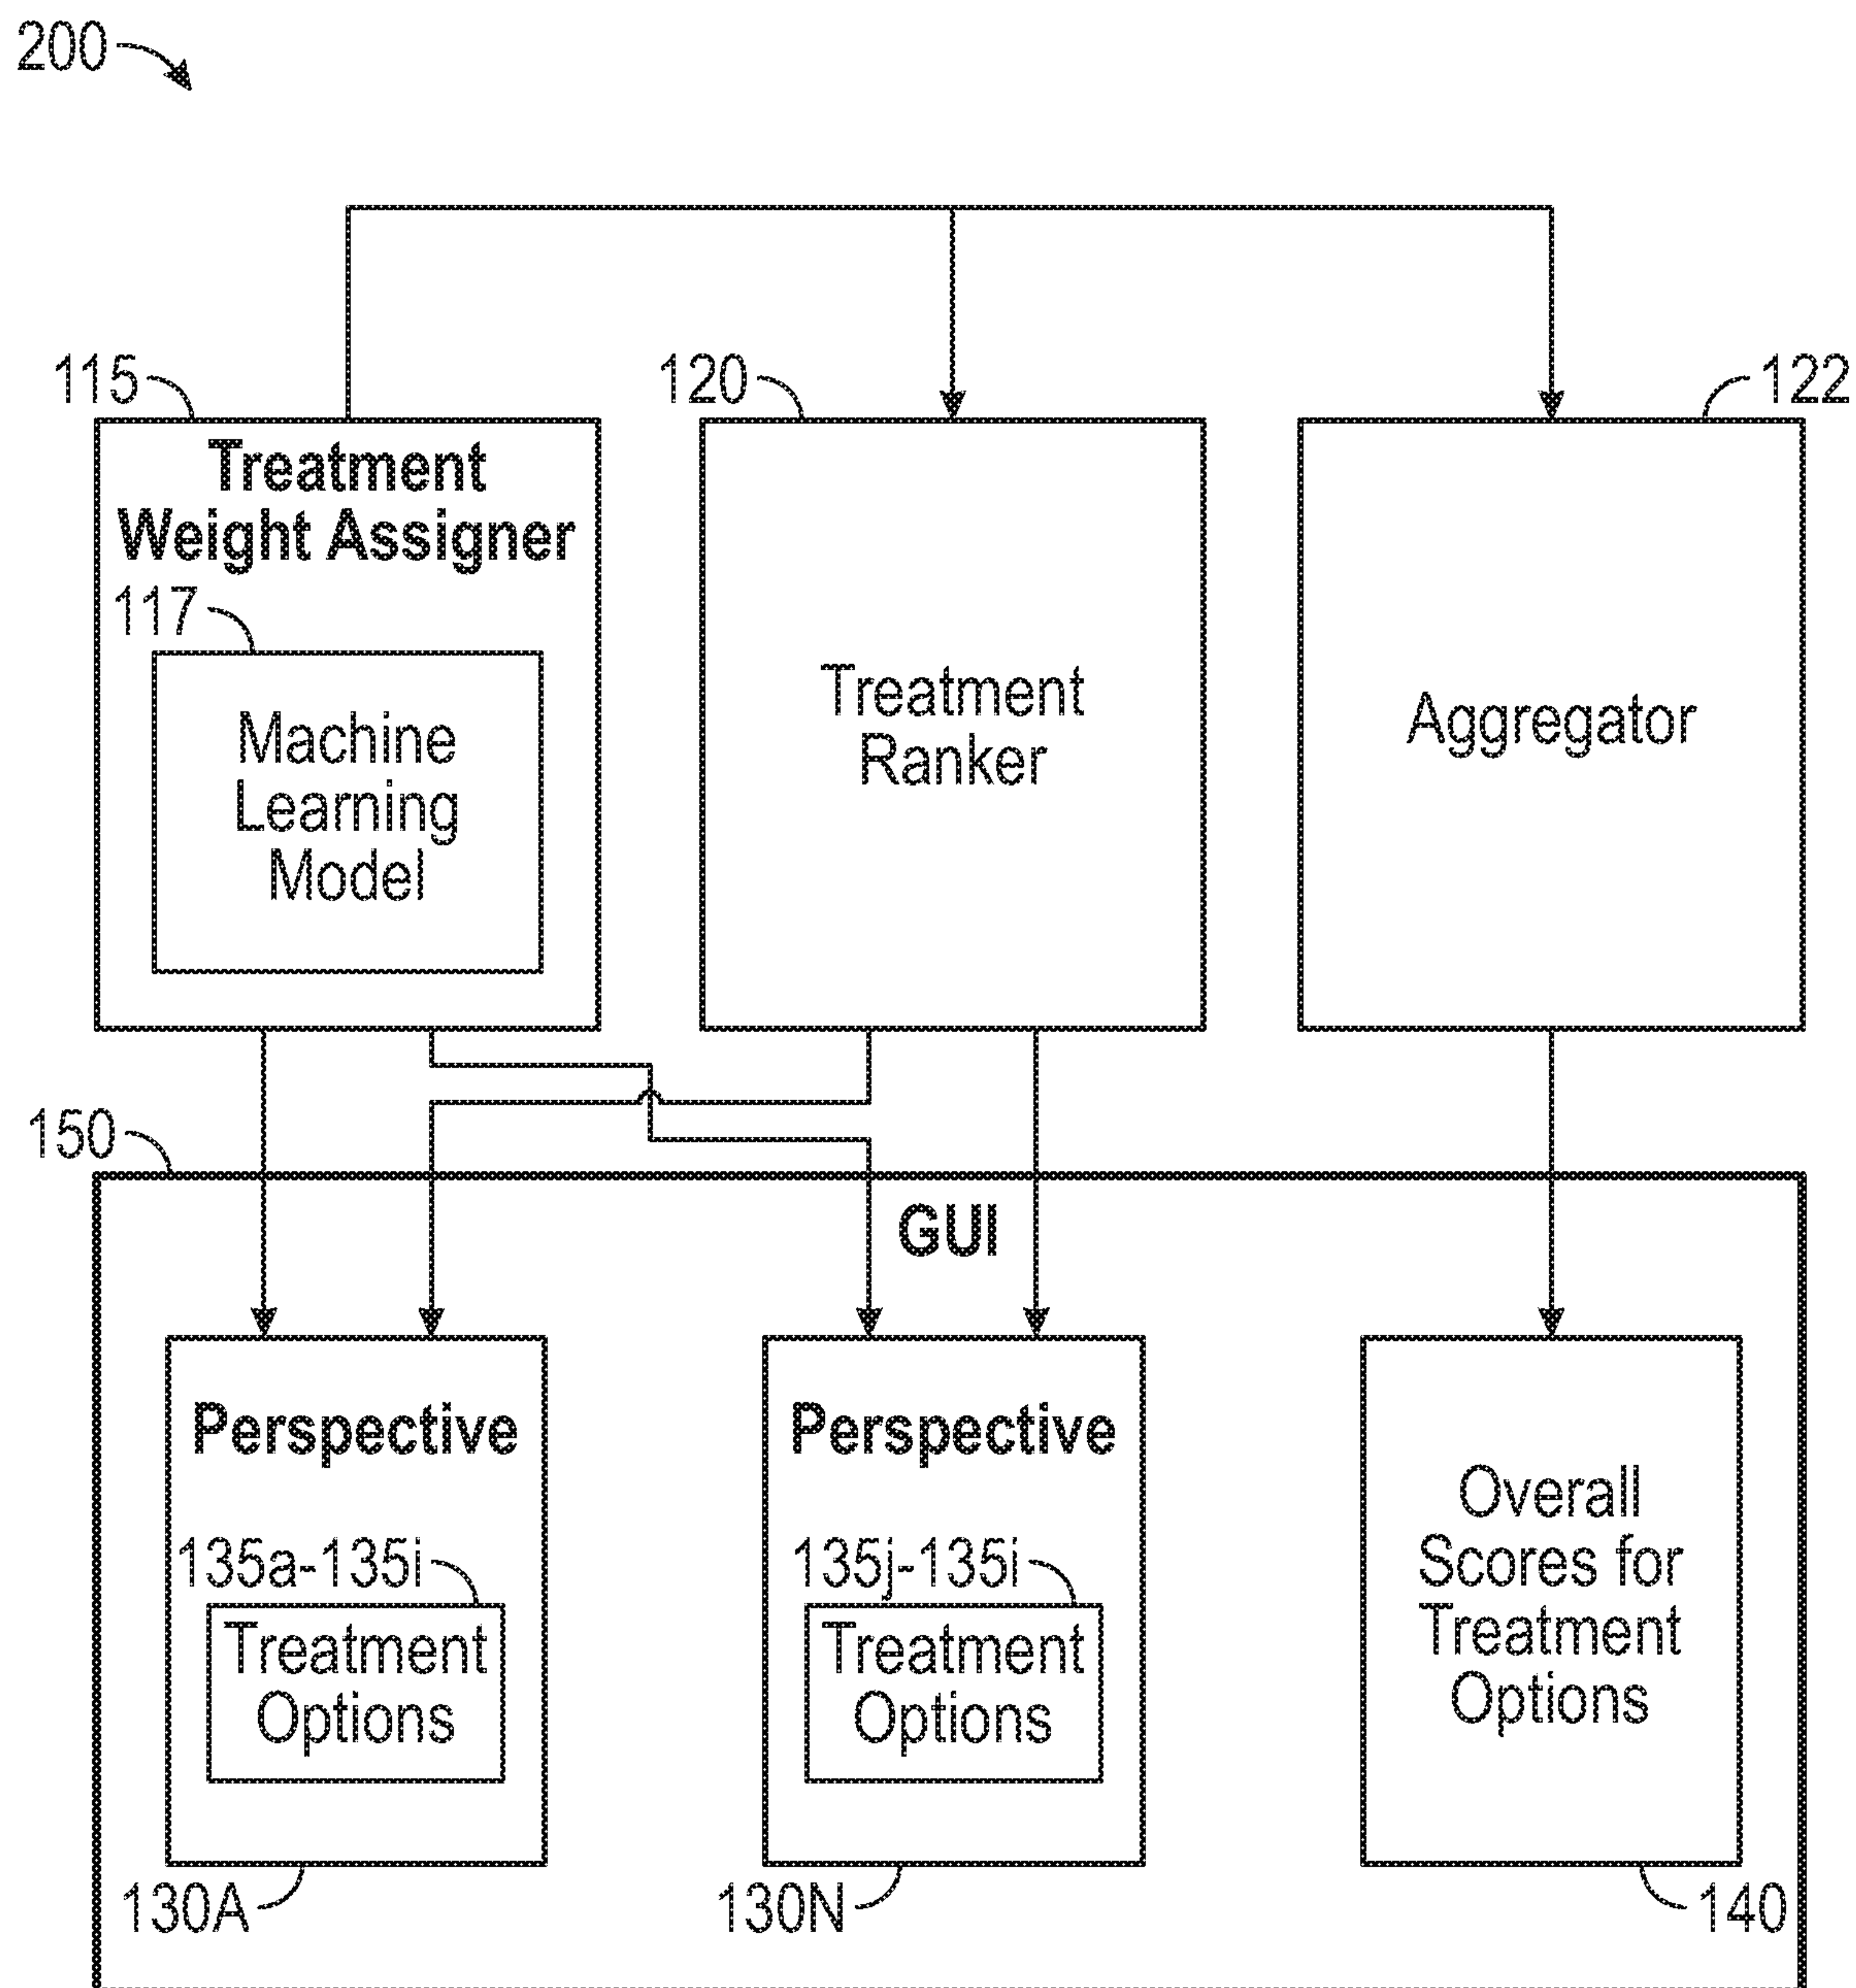 200
115
120
122
Treatment
Weight Assigner
117
Machine
Learning
Model
Treatment
Ranker
Aggregator
150
GUI
Perspective
135a-135i
Treatment
Options
130A
Perspective
135j-135i
Treatment
Options
130N
Overall
Scores for
Treatment
Options
140